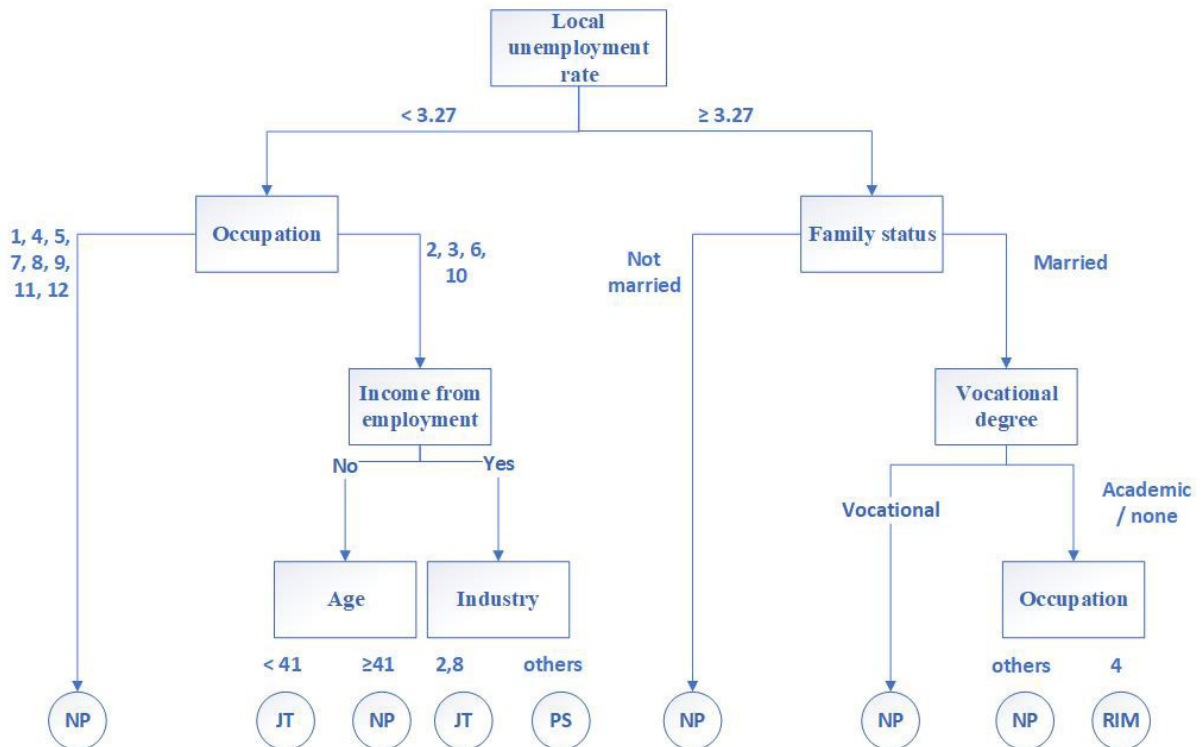 Local
unemployment
rate
< 3.27
≥ 3.27
Occupation
Family status
1, 4, 5,
7, 8, 9,
11, 12
2, 3, 6,
10
Not
married
Married
Income from
employment
Vocational
degree
No
Yes
Vocational
Academic
/ none
Age
Industry
Occupation
< 41
≥41
2,8
others
others
4
NP
JT
NP
JT
PS
NP
NP
NP
RIM